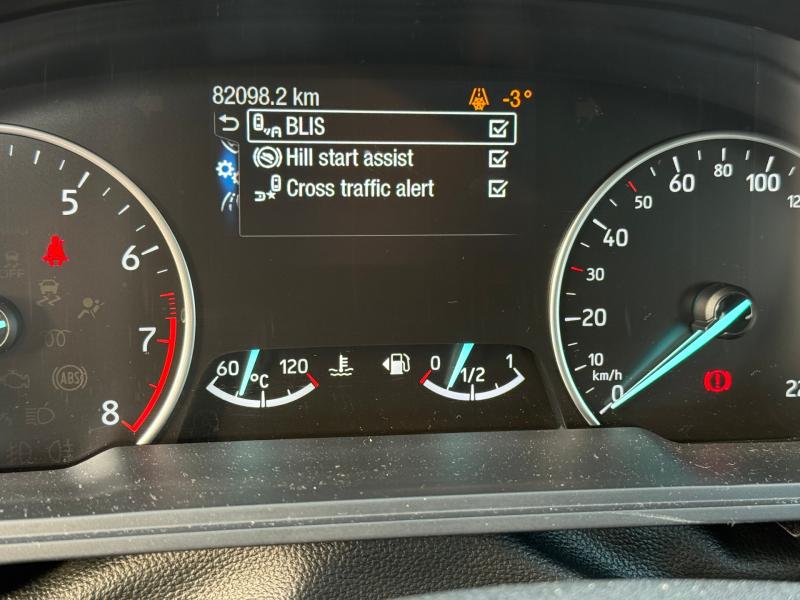 82098.2 km -3°
BLIS
Hill start assist
Cross traffic alert
5
6
7
8
OFF
ABS
60 °C 120
0 1/2 1
0
10
20
30
40
50
60
80
100
km/h